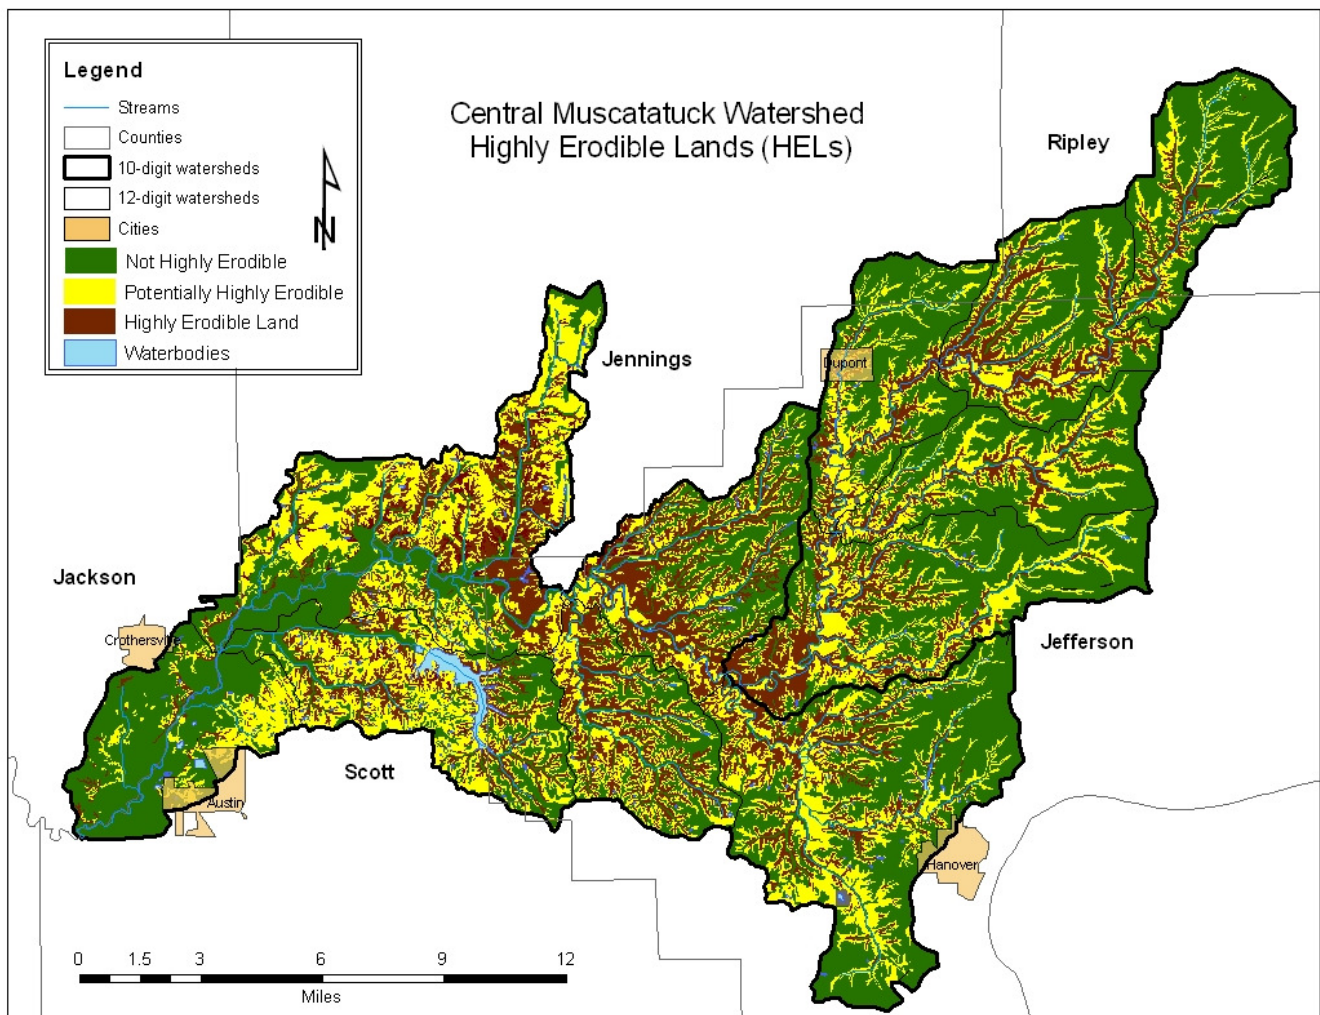 Legend
Streams
Counties
10-digit watersheds
12-digit watersheds
Cities
Not Highly Erodible
Potentially Highly Erodible
Highly Erodible Land
Waterbodies
N
Central Muscatatuck Watershed
Highly Erodible Lands (HELs)
Ripley
Jennings
Dupont
Jackson
Crothersville
Jefferson
Scott
Austin
Hanover
0 1.5 3 6 9 12
Miles